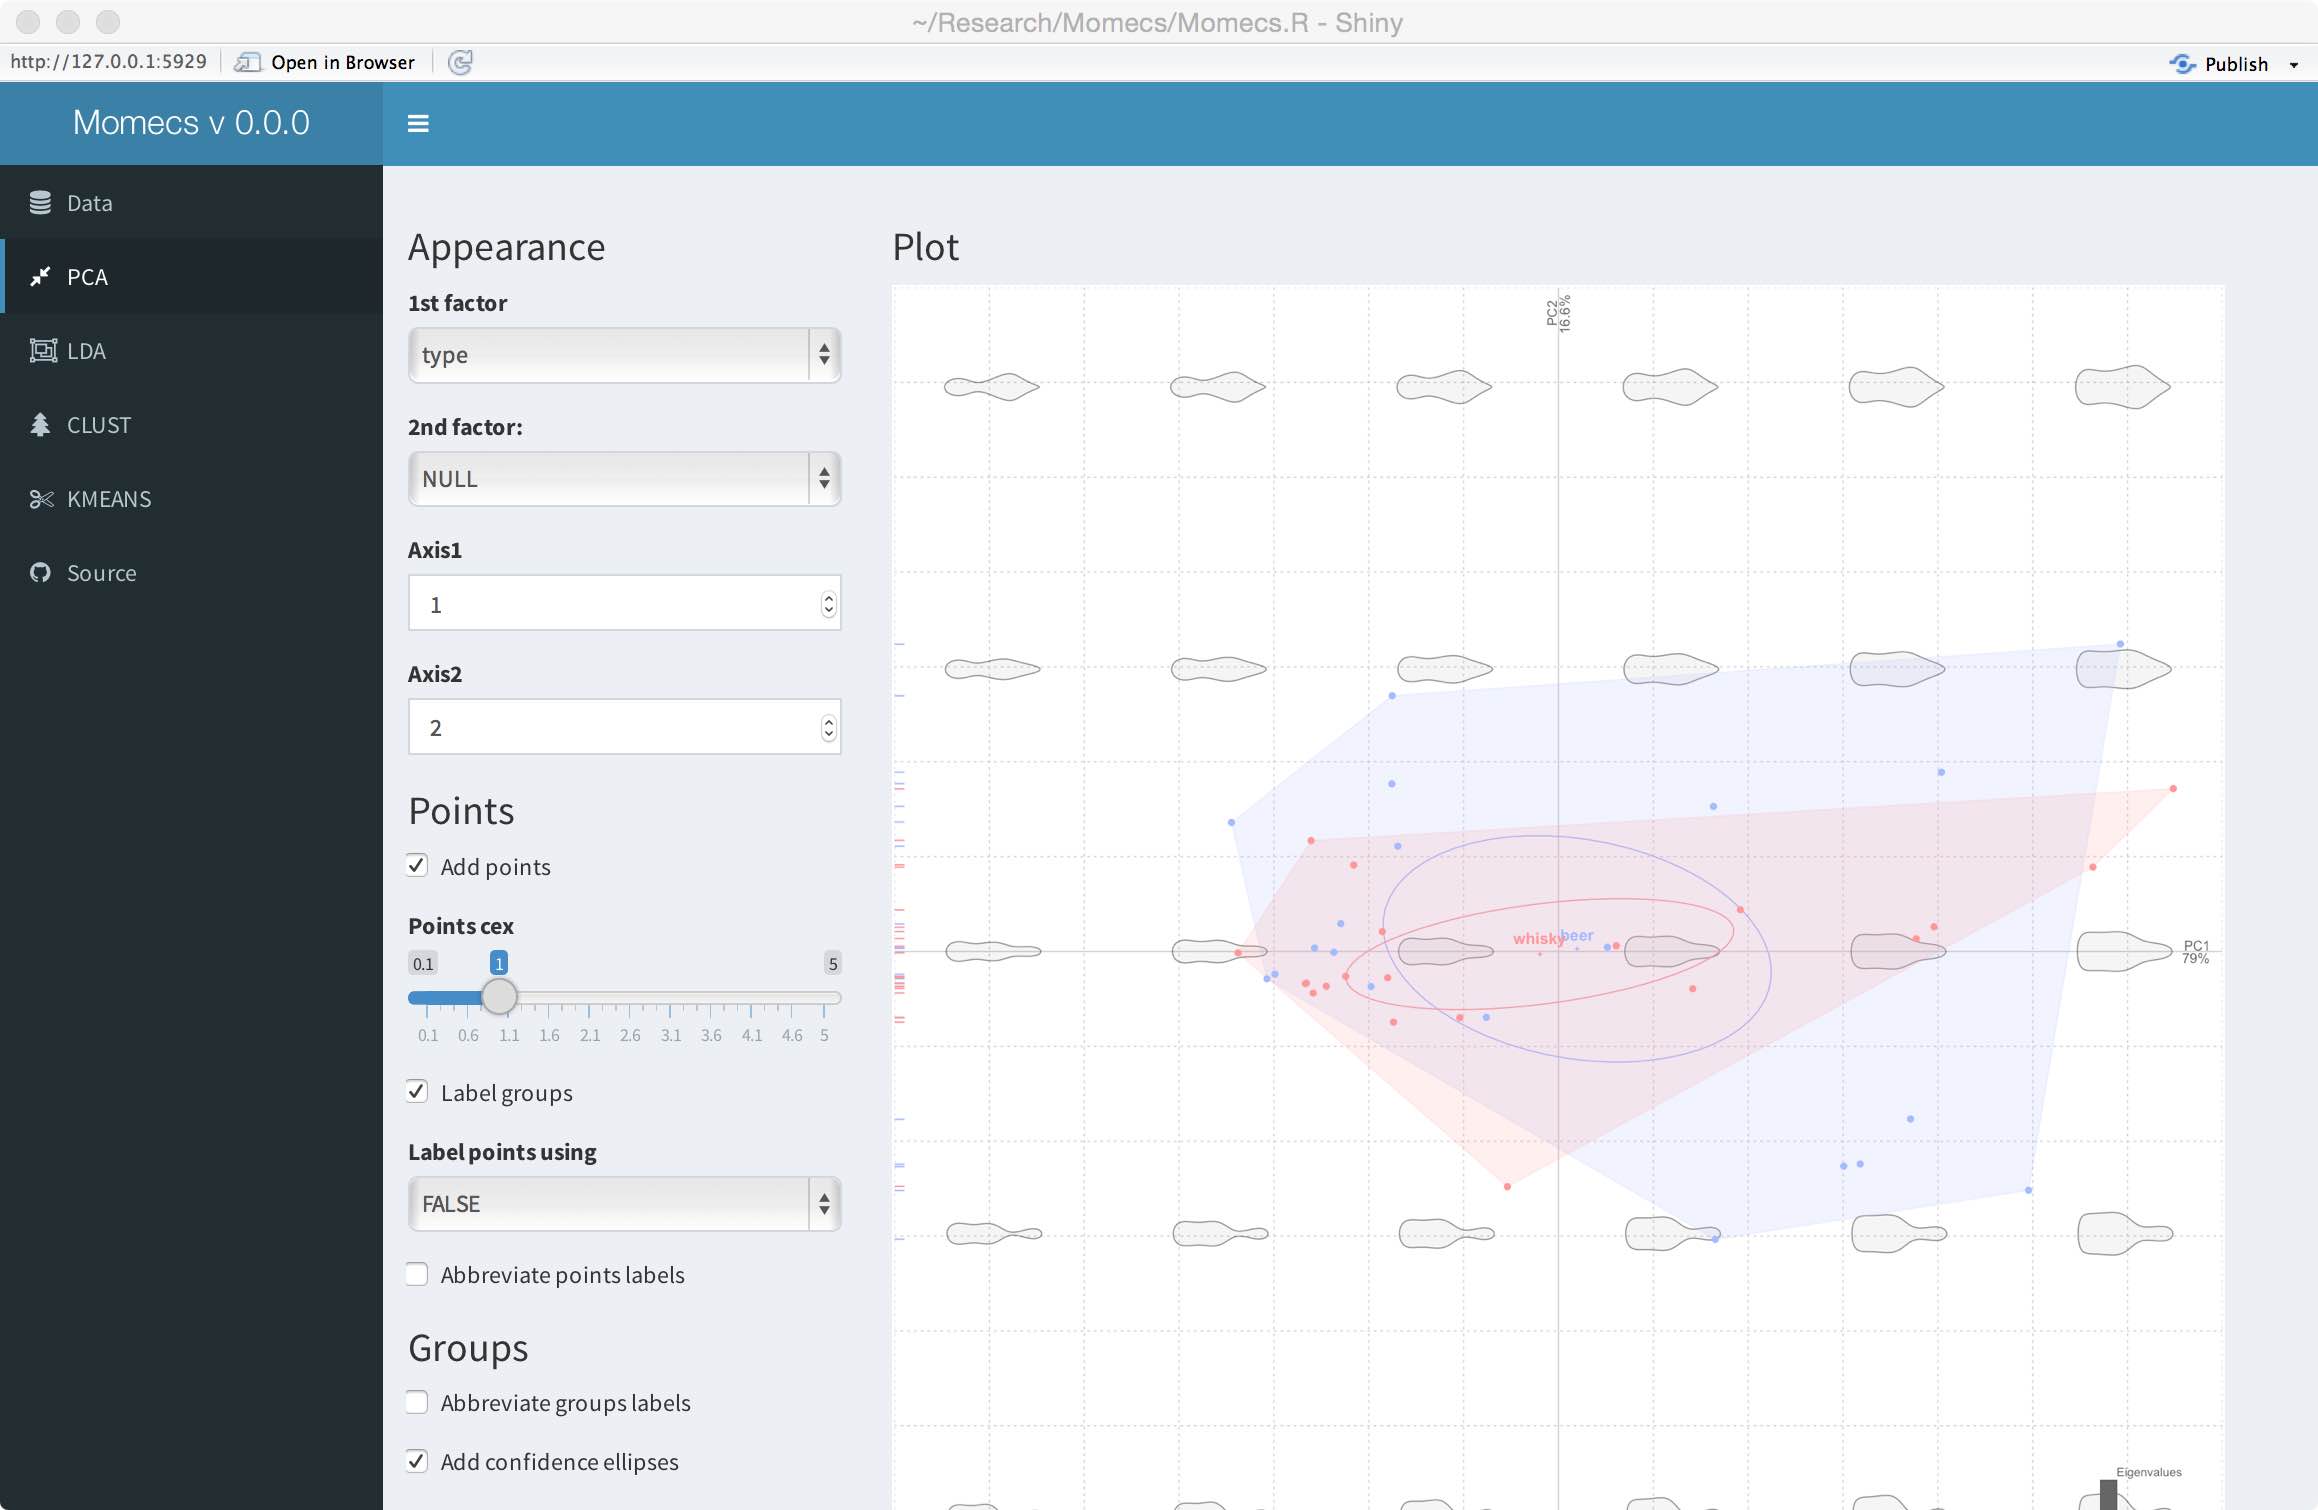 ~/Research/Momecs/Momecs.R - Shiny
http://127.0.0.1:5929 Open in Browser Publish
Momecs v 0.0.0
Data
PCA
LDA
CLUST
KMEANS
Source
Appearance
1st factor
type
2nd factor:
NULL
Axis1
1
Axis2
2
Points
Add points
Points cex
0.1 1 5
0.1 0.6 1.1 1.6 2.1 2.6 3.1 3.6 4.1 4.6 5
Label groups
Label points using
FALSE
Abbreviate points labels
Groups
Abbreviate groups labels
Add confidence ellipses
Plot
PC2
16.6%
whisky
beer
PC1
79%
Eigenvalues